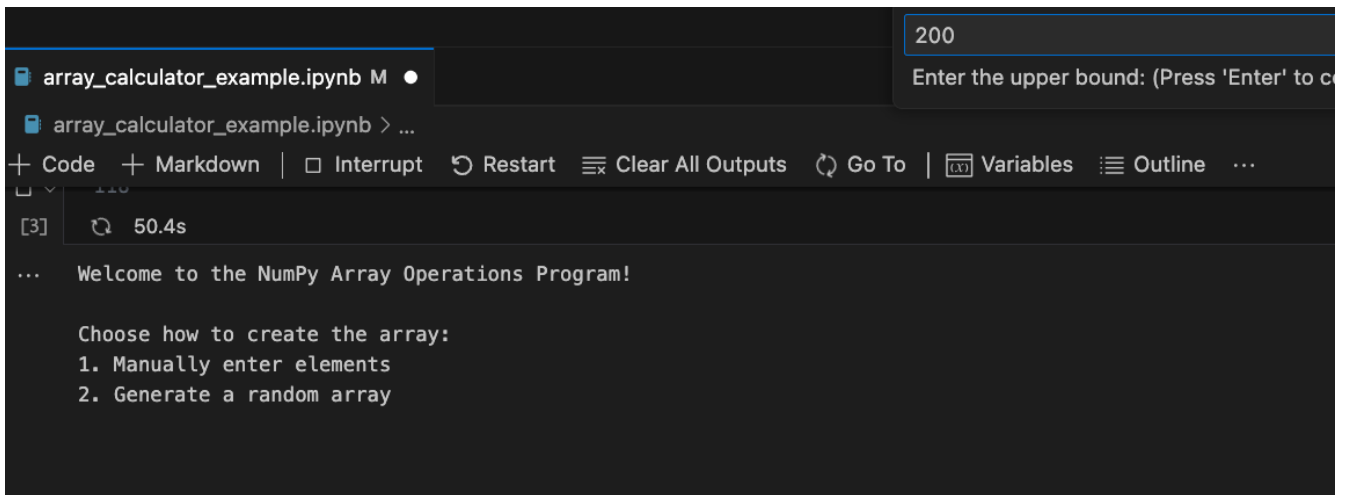 200
Enter the upper bound: (Press 'Enter' to
array_calculator_example.ipynb M
array_calculator_example.ipynb > ...
Code Markdown | Interrupt Restart Clear All Outputs Go To | Variables Outline ...
[3] 50.4s
... Welcome to the NumPy Array Operations Program!
Choose how to create the array:
1. Manually enter elements
2. Generate a random array